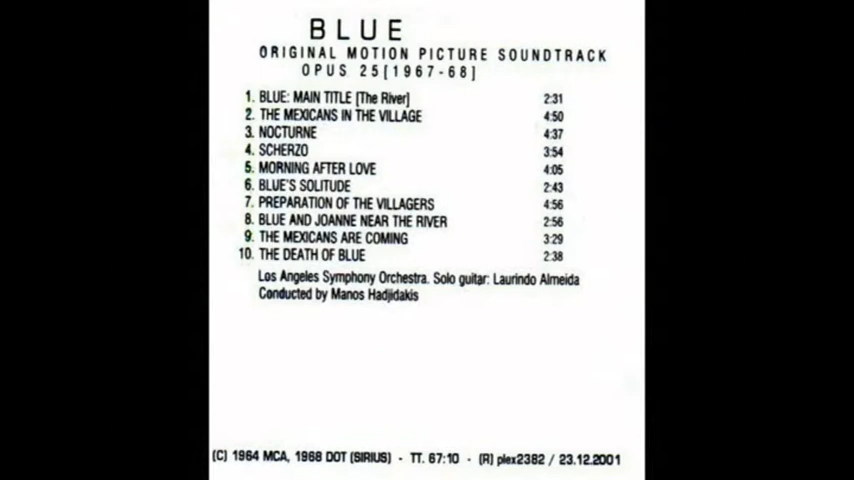 BLUE
ORIGINAL MOTION PICTURE SOUNDTRACK
OPUS 25[1967-68]
1. BLUE: MAIN TITLE [The River] 2:31
2. THE MEXICANS IN THE VILLAGE 4:50
3. NOCTURNE 4:37
4. SCHERZO 3:54
5. MORNING AFTER LOVE 4:05
6. BLUE'S SOLITUDE 2:43
7. PREPARATION OF THE VILLAGERS 4:56
8. BLUE AND JOANNE NEAR THE RIVER 2:56
9. THE MEXICANS ARE COMING 3:29
10. THE DEATH OF BLUE 2:38
Los Angeles Symphony Orchestra. Solo guitar: Laurindo Almeida
Conducted by Manos Hadjidakis
(C) 1964 MCA, 1968 DOT (SIRIUS) - TT. 67:10 - (R) plex2382 / 23.12.2001